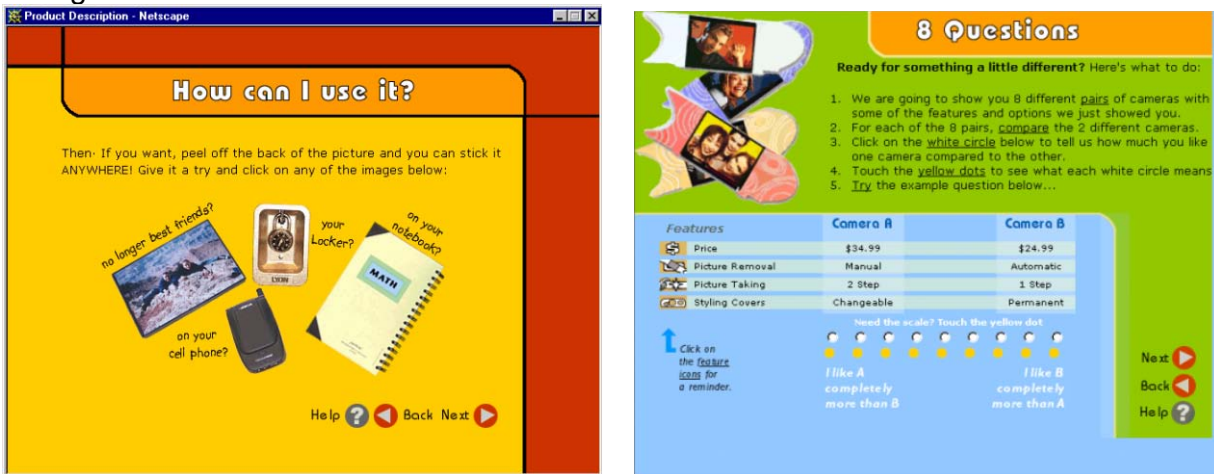 Product Description - Netscape
How can I use it?
Then· If you want, peel off the back of the picture and you can stick it
ANYWHERE! Give it a try and click on any of the images below:
no longer best friends?
your
Locker?
on your
notebook?
MATH
on your
cell phone?
Help ? Back Next
8 Questions
Ready for something a little different? Here's what to do:
1. We are going to show you 8 different pairs of cameras with
some of the features and options we just showed you.
2. For each of the 8 pairs, compare the 2 different cameras.
3. Click on the white circle below to tell us how much you like
one camera compared to the other.
4. Touch the yellow dots to see what each white circle means
5. Try the example question below...
Features Camera A Camera B
Price $34.99 $24.99
Picture Removal Manual Automatic
Picture Taking 2 Step 1 Step
Styling Covers Changeable Permanent
Need the scale? Touch the yellow dot
Click on
the feature
icons for
a reminder.
I like A
completely
more than B
I like B
completely
more than A
Next
Back
Help ?